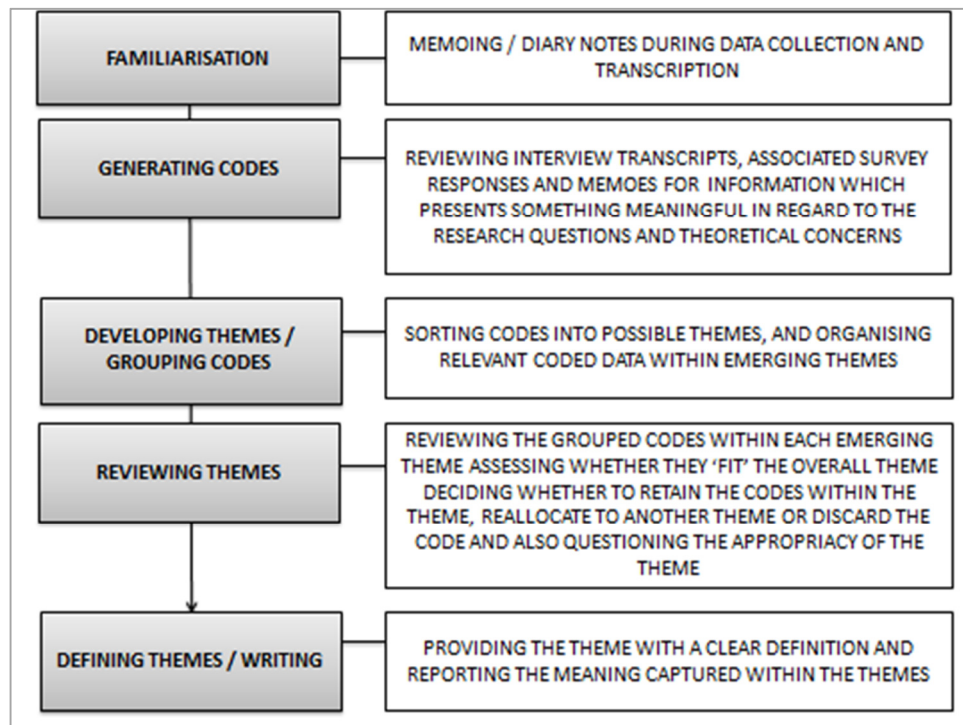 FAMILIARISATION
MEMOING / DIARY NOTES DURING DATA COLLECTION AND
TRANSCRIPTION
GENERATING CODES
REVIEWING INTERVIEW TRANSCRIPTS, ASSOCIATED SURVEY
RESPONSES AND MEMOES FOR INFORMATION WHICH
PRESENTS SOMETHING MEANINGFUL IN REGARD TO THE
RESEARCH QUESTIONS AND THEORETICAL CONCERNS
DEVELOPING THEMES /
GROUPING CODES
SORTING CODES INTO POSSIBLE THEMES, AND ORGANISING
RELEVANT CODED DATA WITHIN EMERGING THEMES
REVIEWING THEMES
REVIEWING THE GROUPED CODES WITHIN EACH EMERGING
THEME ASSESSING WHETHER THEY ‘FIT’ THE OVERALL THEME
DECIDING WHETHER TO RETAIN THE CODES WITHIN THE
THEME, REALLOCATE TO ANOTHER THEME OR DISCARD THE
CODE AND ALSO QUESTIONING THE APPROPRIACY OF THE
THEME
DEFINING THEMES / WRITING
PROVIDING THE THEME WITH A CLEAR DEFINITION AND
REPORTING THE MEANING CAPTURED WITHIN THE THEMES